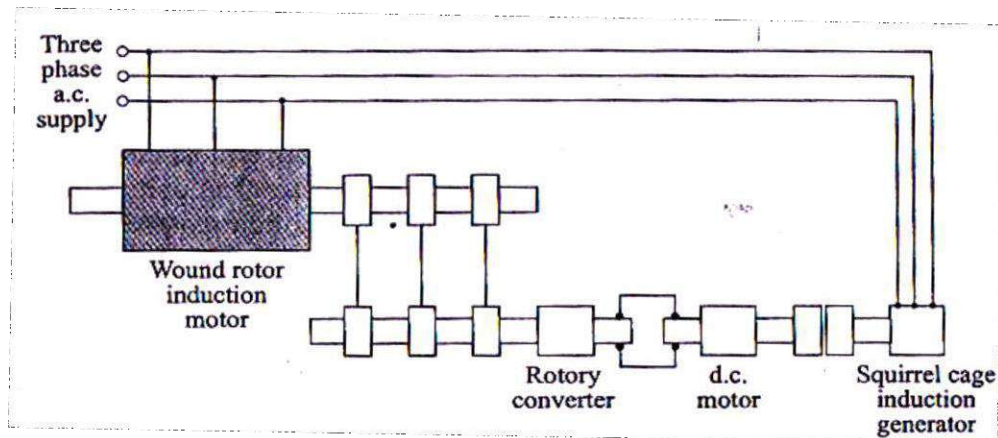 Three
phase
a.c.
supply
Wound rotor
induction
motor
Rotory
converter
d.c.
motor
Squirrel cage
induction
generator